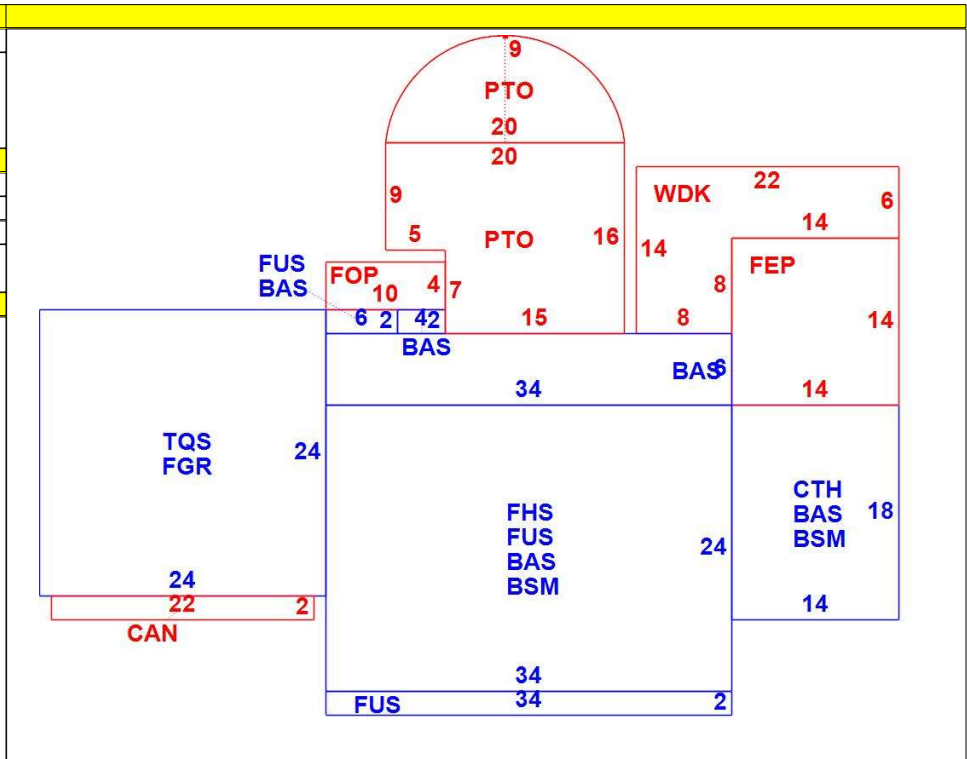 9
PTO
20
20
9
PTO
16
5
7
15
WDK
22
6
14
14
8
8
FEP
14
14
FUS
BAS
FOP
10
4
6
2
4
2
BAS
BAS
6
34
TQS
FGR
24
24
22
2
CAN
FHS
FUS
BAS
BSM
24
34
34
FUS
2
CTH
BAS
BSM
18
14